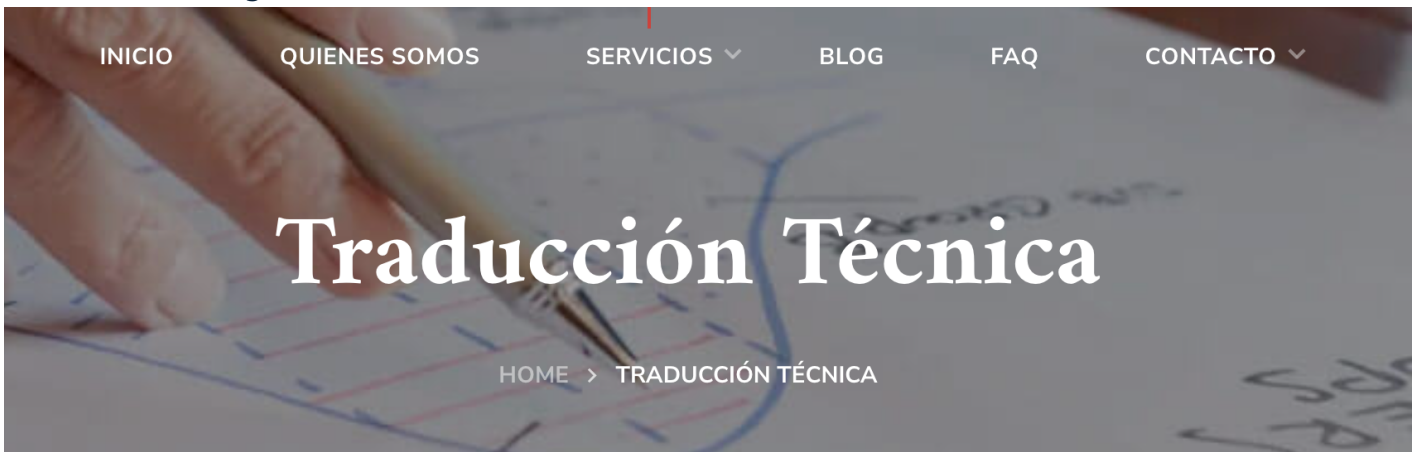 INICIO QUIENES SOMOS SERVICIOS BLOG FAQ CONTACTO
Traducción Técnica
HOME > TRADUCCIÓN TÉCNICA